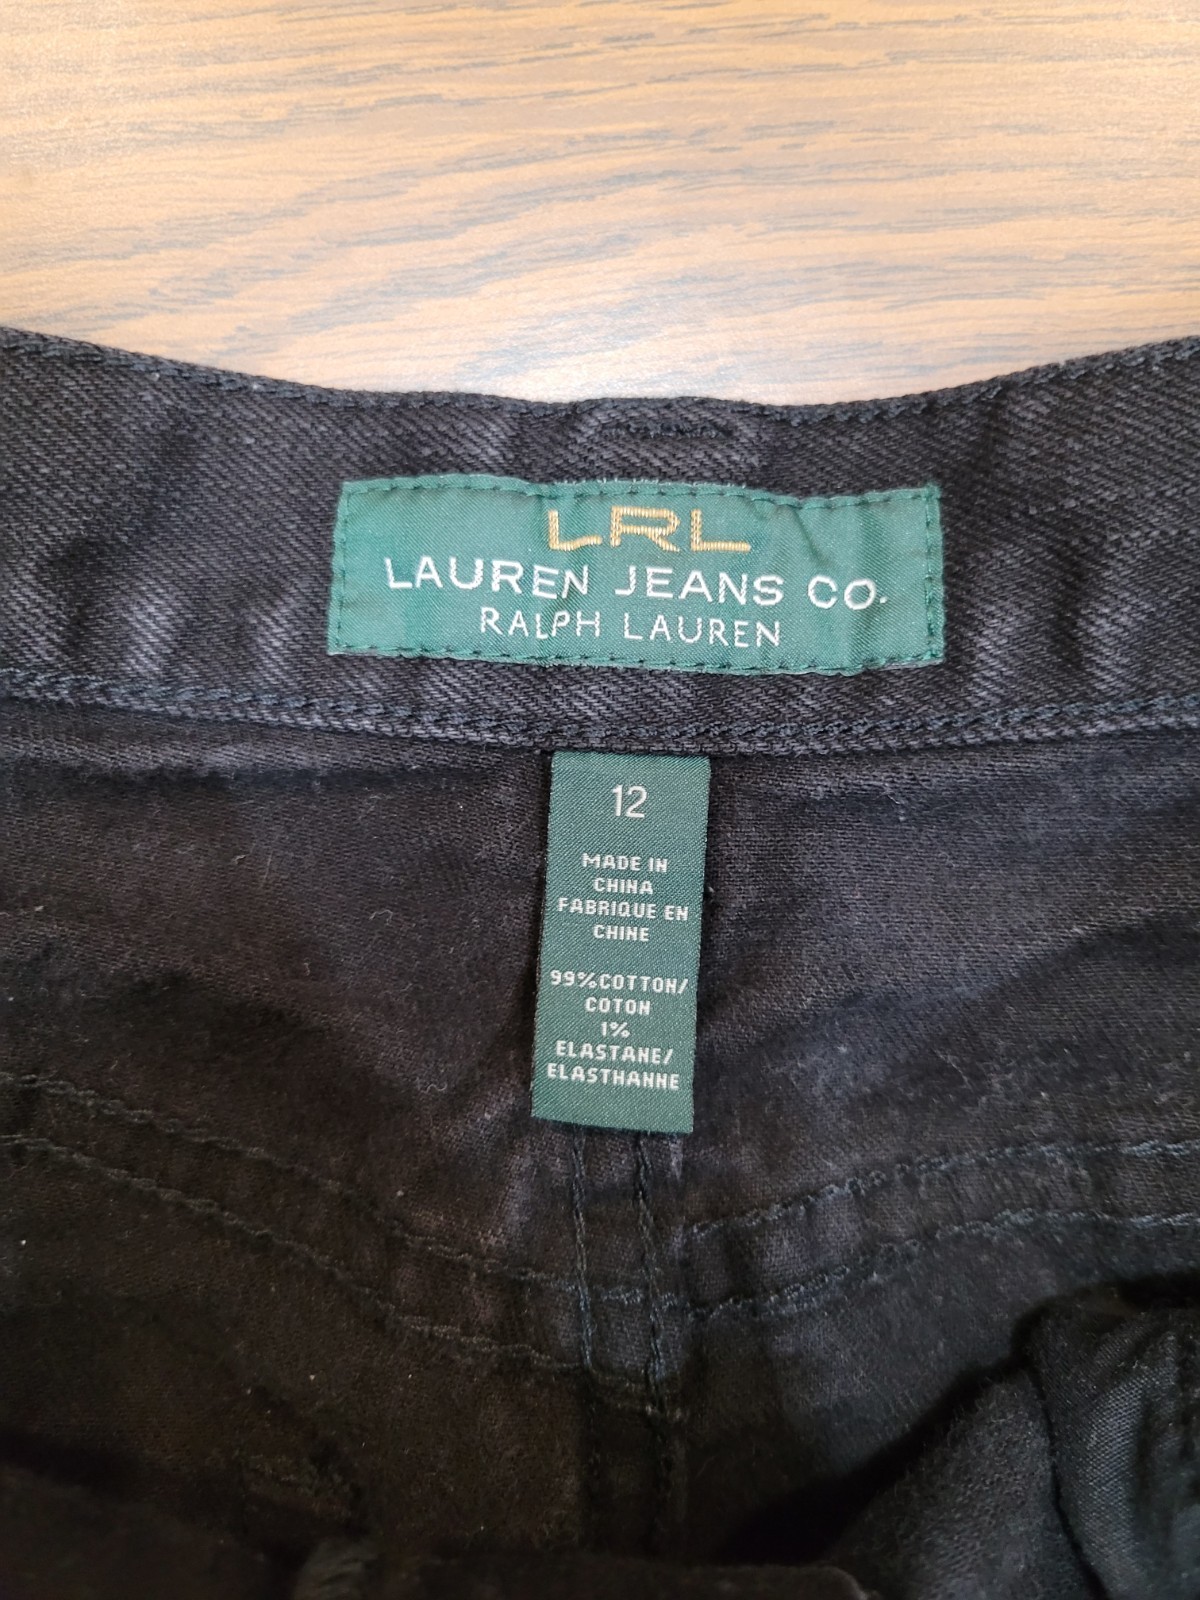 LRL
LAUREN JEANS CO.
RALPH LAUREN
12
MADE IN
CHINA
FABRIQUE EN
CHINE
99%COTTON/
COTON
1%
ELASTANE/
ELASTHANNE